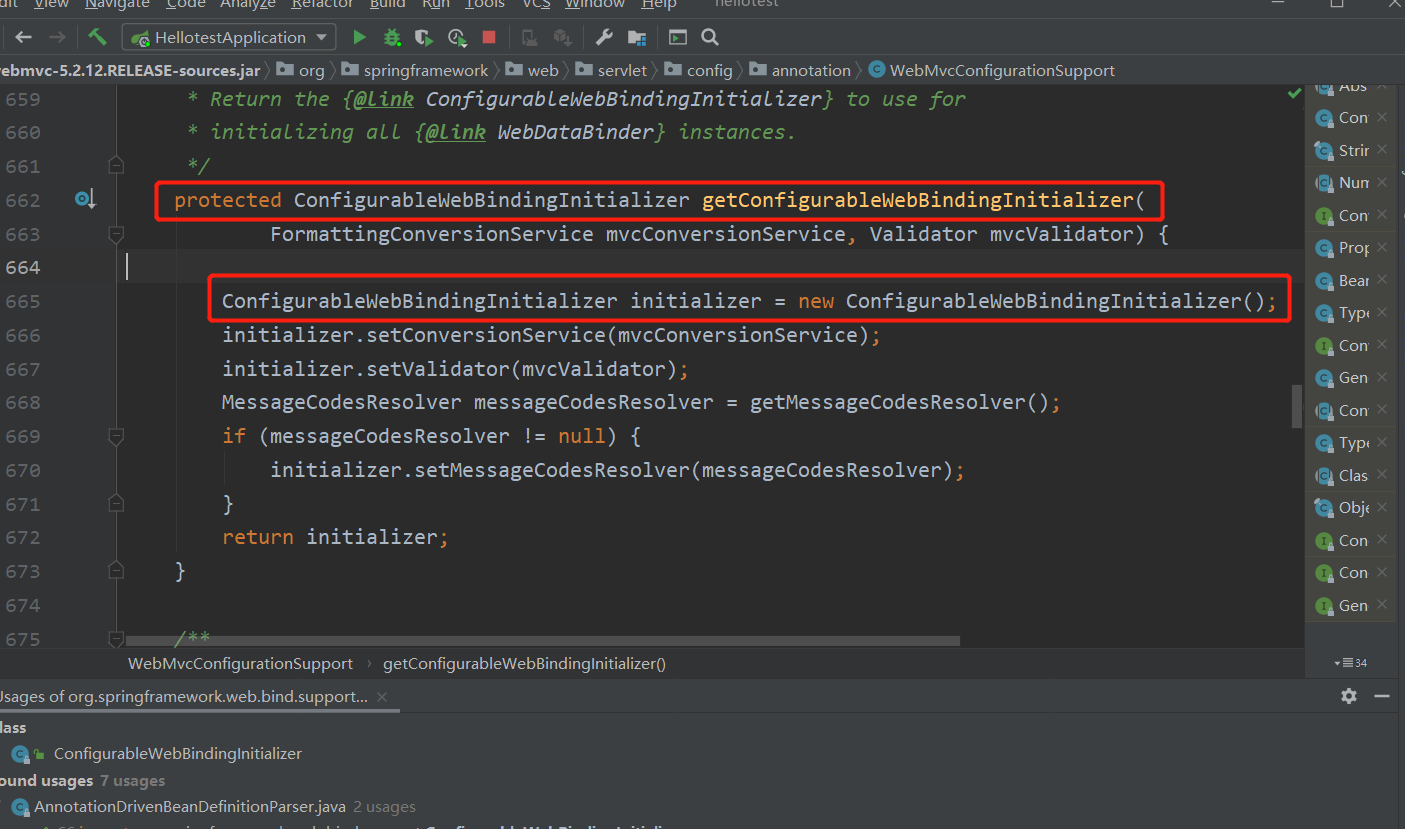 View Navigate Code Analyze Refactor Build Run Tools VCS Window Help hellotest
HellotestApplication
ebmvc-5.2.12.RELEASE-sources.jar org springframework web servlet config annotation WebMvcConfigurationSupport
659 * Return the {@link ConfigurableWebBindingInitializer} to use for
660 * initializing all {@link WebDataBinder} instances.
661 */
662 protected ConfigurableWebBindingInitializer getConfigurableWebBindingInitializer(
663 FormattingConversionService mvcConversionService, Validator mvcValidator) {
664
665 ConfigurableWebBindingInitializer initializer = new ConfigurableWebBindingInitializer();
666 initializer.setConversionService(mvcConversionService);
667 initializer.setValidator(mvcValidator);
668 MessageCodesResolver messageCodesResolver = getMessageCodesResolver();
669 if (messageCodesResolver != null) {
670 initializer.setMessageCodesResolver(messageCodesResolver);
671 }
672 return initializer;
673 }
674
675 /**
Abs
Con
Strin
Num
Con
Prop
Bean
Type
Con
Gen
Con
Type
Clas
Obje
Con
Con
Gen
34
WebMvcConfigurationSupport › getConfigurableWebBindingInitializer()
Usages of org.springframework.web.bind.support...
lass
ConfigurableWebBindingInitializer
ound usages 7 usages
AnnotationDrivenBeanDefinitionParser.java 2 usages